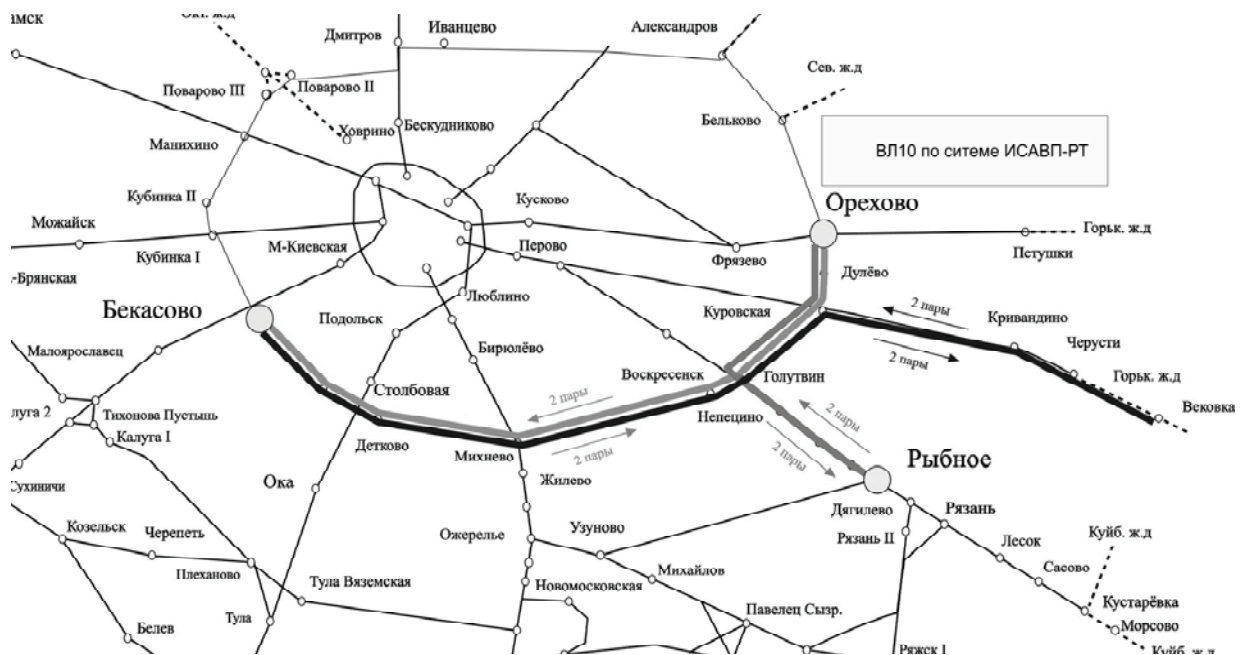 Окт. ж.д
Дмитров
Иванцево
Александров
Сев. ж.д
Поварово III
Поварово II
Ховрино
Бескудниково
Бельково
Манихино
ВЛ10 по ситеме ИСАВП-РТ
Кубинка II
Кусково
Орехово
Можайск
М-Киевская
Перово
Фрязево
Петушки
Горьк. ж.д
Кубинка I
-Брянская
Дулёво
Бекасово
Подольск
Люблино
Куровская
2 пары
Кривандино
Малоярославец
Бирюлёво
2 пары
Черусти
Столбовая
Воскресенск
Голутвин
Горьк. ж.д
2 пары
Тихонова Пустынь
Непецино
2 пары
Вековка
Калуга I
Детково
Михнево
2 пары
2 пары
Рыбное
Сухиничи
Ока
Жилево
Дягилево
Рязань
Козельск
Черепеть
Ожерелье
Узуново
Рязань II
Лесок
Куйб. ж.д
Плеханово
Тула Вяземская
Новомосковская
Михайлов
Сасово
Белев
Тула
Павелец Сызр.
Кустарёвка
Морсово
Ряжск I
Куйб. ж.д